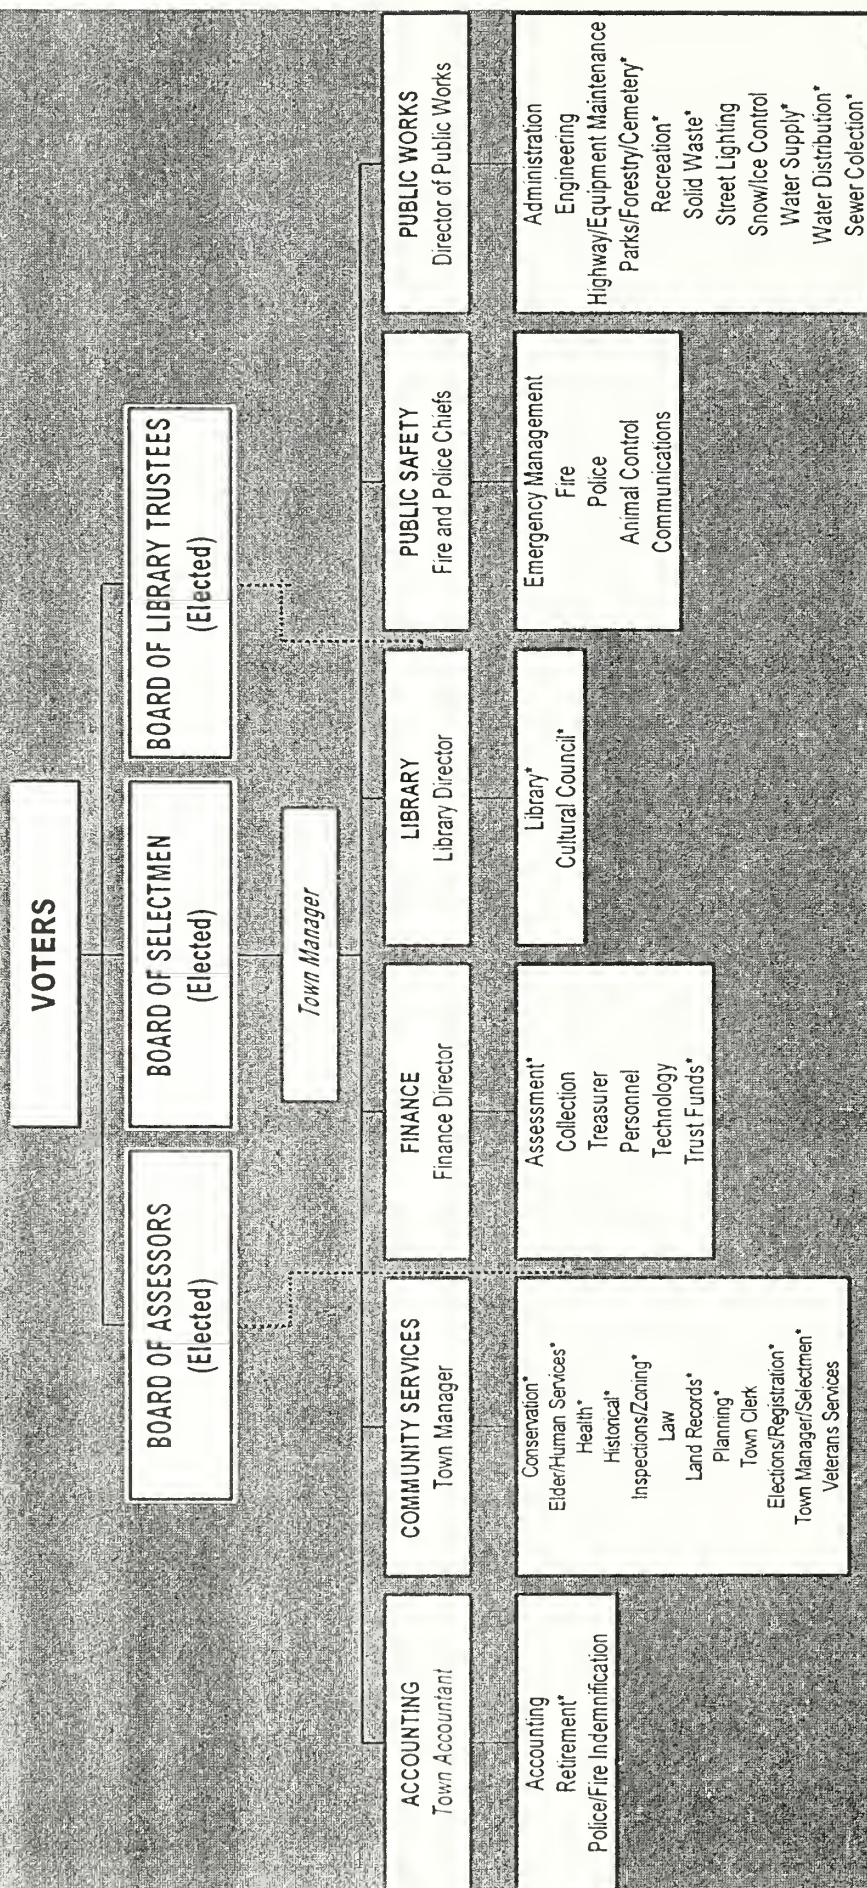 VOTERS
BOARD OF ASSESSORS
(Elected)
BOARD OF SELECTMEN
(Elected)
BOARD OF LIBRARY TRUSTEES
(Elected)
Town Manager
ACCOUNTING
Town Accountant
COMMUNITY SERVICES
Town Manager
FINANCE
Finance Director
LIBRARY
Library Director
PUBLIC SAFETY
Fire and Police Chiefs
PUBLIC WORKS
Director of Public Works
Accounting
Retirement*
Police/Fire Indemnification
Conservation*
Elder/Human Services*
Health*
Historical*
Inspections/Zoning*
Law
Land Records*
Planning*
Town Clerk
Elections/Registration*
Town Manager/Selectmen*
Veterans Services
Assessment*
Collection
Treasurer
Personnel
Technology
Trust Funds*
Library*
Cultural Council*
Emergency Management
Fire
Police
Animal Control
Communications
Administration
Engineering
Highway/Equipment Maintenance
Parks/Forestry/Cemetery*
Recreation*
Solid Waste*
Street Lighting
Snow/Ice Control
Water Supply*
Water Distribution*
Sewer Colection*